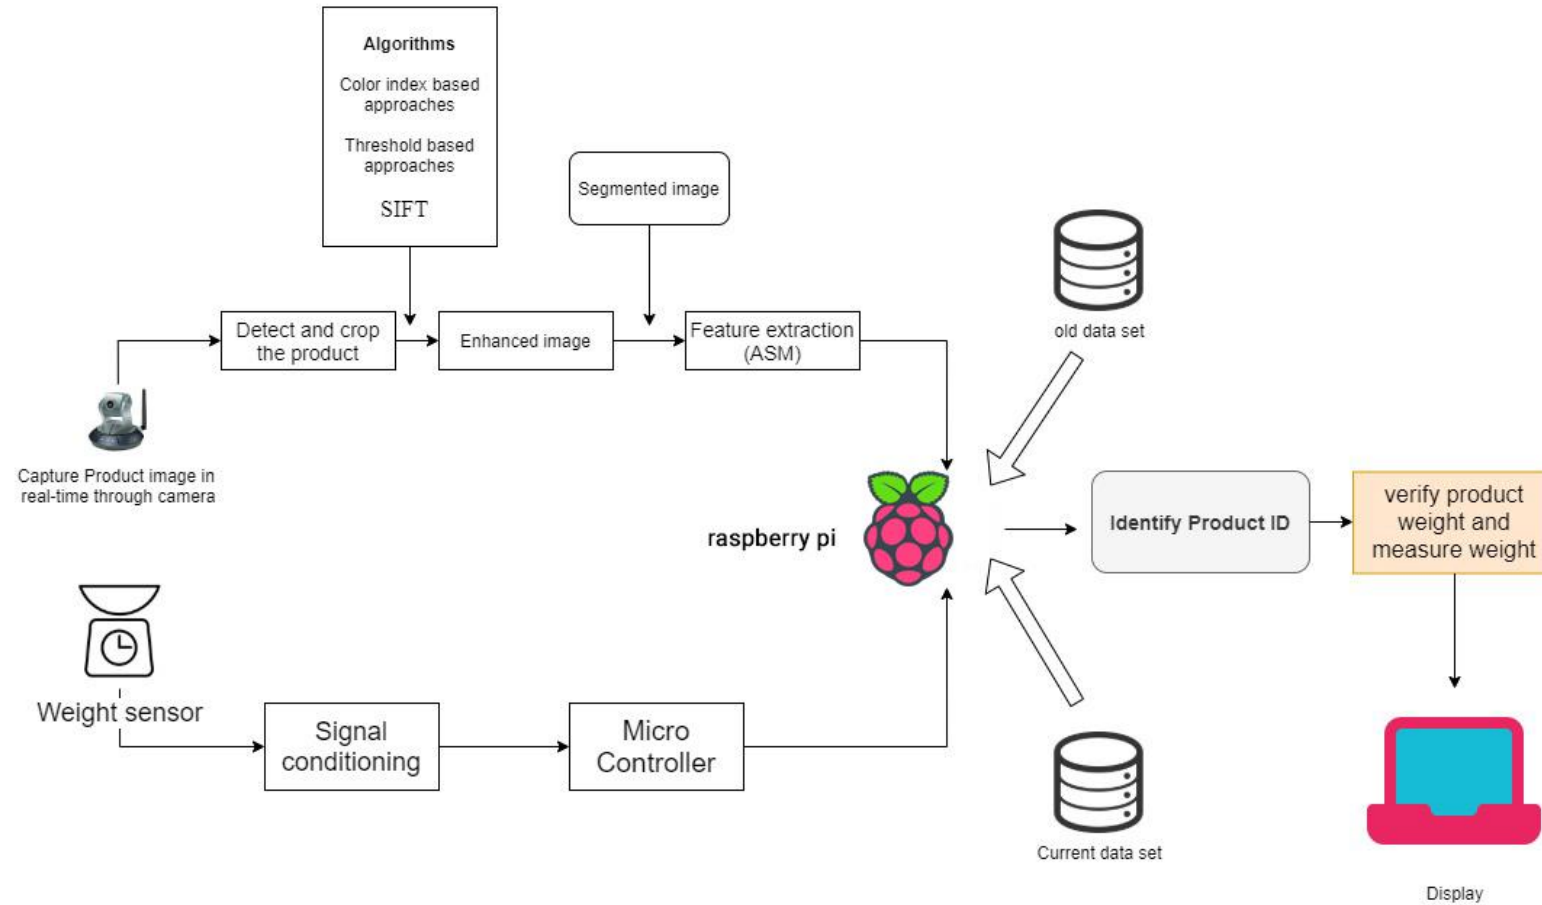 Algorithms
Color index based
approaches
Threshold based
approaches
SIFT
Segmented image
old data set
Detect and crop
the product
Enhanced image
Feature extraction
(ASM)
Capture Product image in
real-time through camera
raspberry pi
Identify Product ID
verify product
weight and
measure weight
Weight sensor
Signal
conditioning
Micro
Controller
Current data set
Display